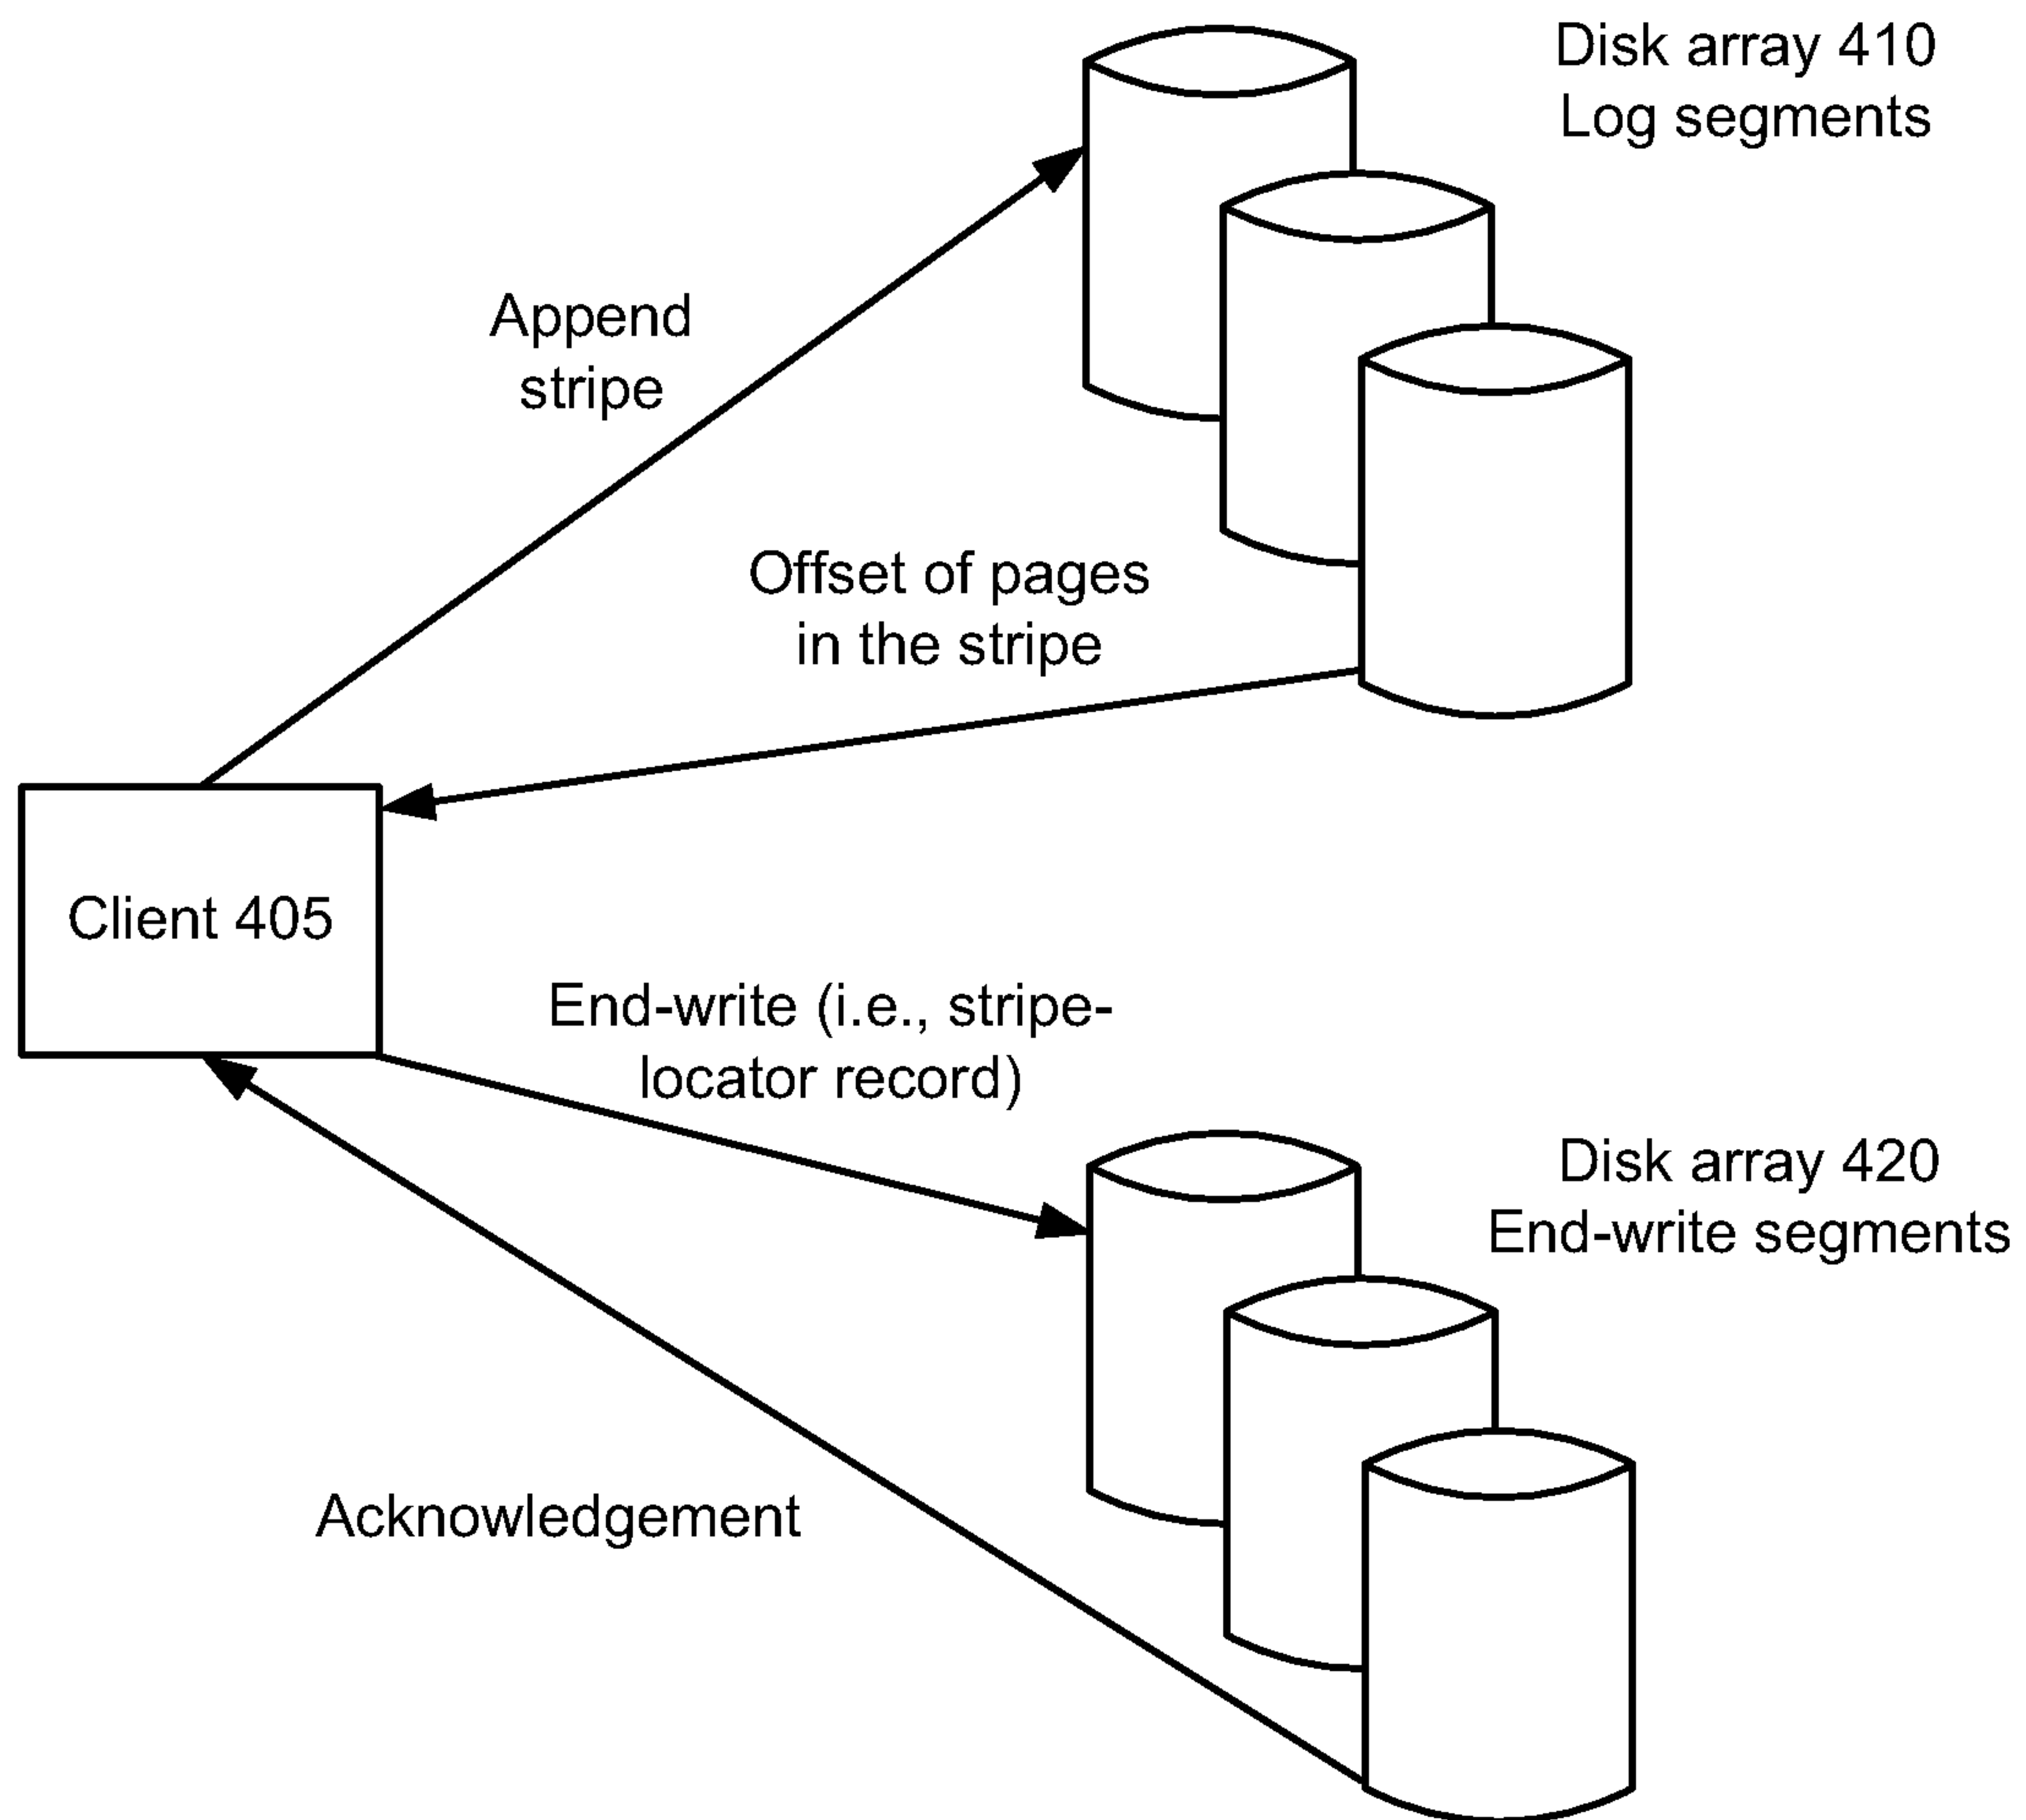 Disk array 410
Log segments
Append
stripe
Offset of pages
in the stripe
Client 405
End-write (i.e., stripe-
locator record)
Disk array 420
End-write segments
Acknowledgement